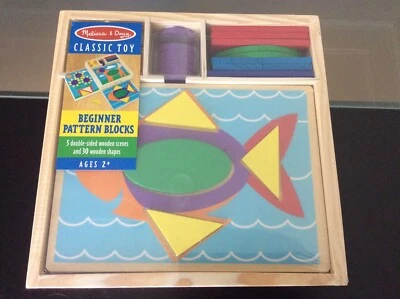 Melissa & Doug
CLASSIC TOY
BEGINNER
PATTERN BLOCKS
5 double-sided wooden scenes
and 30 wooden shapes
AGES 2+